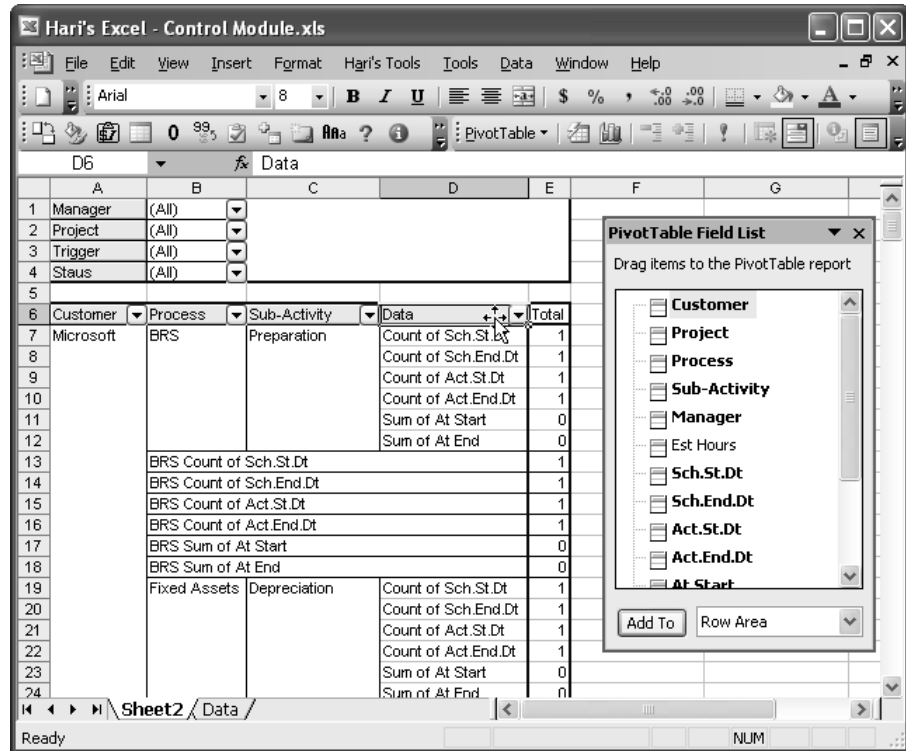 Hari's Excel - Control Module.xls
File Edit View Insert Format Hari's Tools Tools Data Window Help
Arial 8 B I U $ % , .00 A
0 99% Aa ? PivotTable !
D6 fx Data
A B C D E F G
1 Manager (All)
2 Project (All)
3 Trigger (All)
4 Staus (All)
5
6 Customer Process Sub-Activity Data Total
7 Microsoft BRS Preparation Count of Sch.St.Dt 1
8 Count of Sch.End.Dt 1
9 Count of Act.St.Dt 1
10 Count of Act.End.Dt 1
11 Sum of At Start 0
12 Sum of At End 0
13 BRS Count of Sch.St.Dt 1
14 BRS Count of Sch.End.Dt 1
15 BRS Count of Act.St.Dt 1
16 BRS Count of Act.End.Dt 1
17 BRS Sum of At Start 0
18 BRS Sum of At End 0
19 Fixed Assets Depreciation Count of Sch.St.Dt 1
20 Count of Sch.End.Dt 1
21 Count of Act.St.Dt 1
22 Count of Act.End.Dt 1
23 Sum of At Start 0
24 Sum of At End 0
PivotTable Field List
Drag items to the PivotTable report
Customer
Project
Process
Sub-Activity
Manager
Est Hours
Sch.St.Dt
Sch.End.Dt
Act.St.Dt
Act.End.Dt
At Start
Add To Row Area
Sheet2 Data
Ready NUM